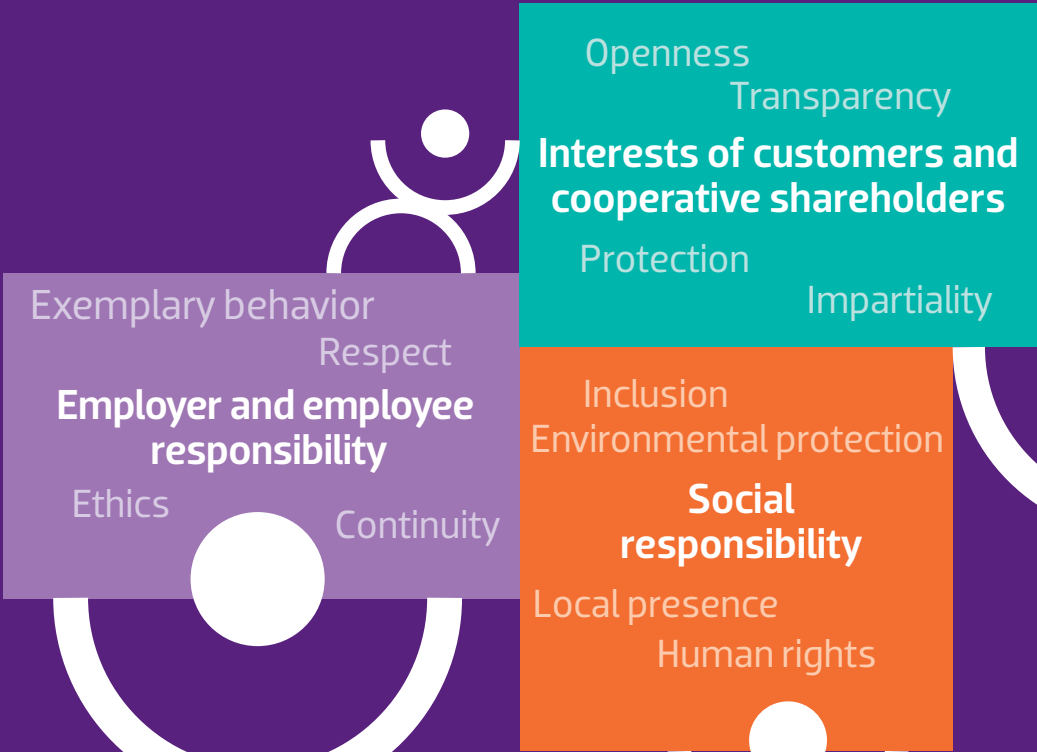 Openness
Transparency
Interests of customers and
cooperative shareholders
Protection
Impartiality
Exemplary behavior
Respect
Employer and employee
responsibility
Ethics
Continuity
Inclusion
Environmental protection
Social
responsibility
Local presence
Human rights